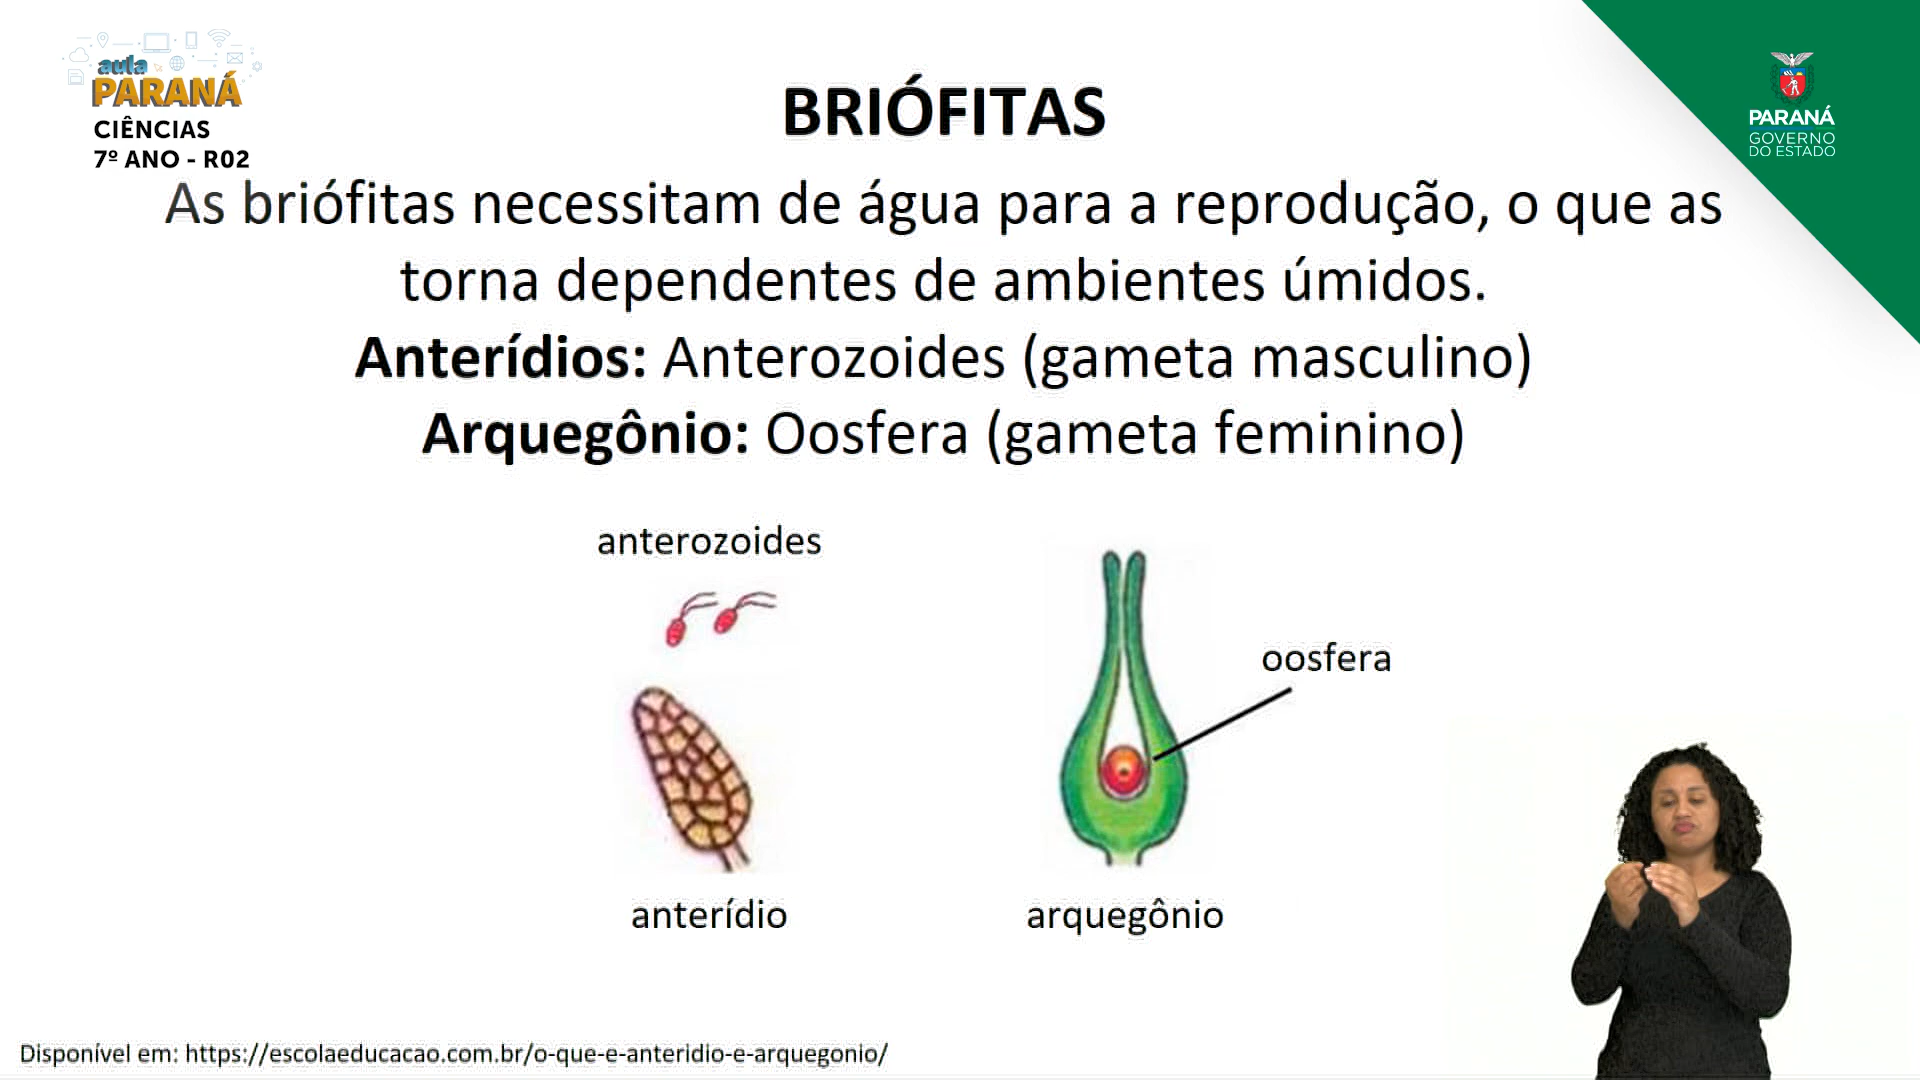 aula
PARANÁ
CIÊNCIAS
7º ANO - R02
PARANÁ
GOVERNO
DO ESTADO
BRIÓFITAS
As briófitas necessitam de água para a reprodução, o que as
torna dependentes de ambientes úmidos.
Anterídios: Anterozoides (gameta masculino)
Arquegônio: Oosfera (gameta feminino)
anterozoides
oosfera
anterídio
arquegônio
Disponível em: https://escolaeducacao.com.br/o-que-e-anteridio-e-arquegonio/